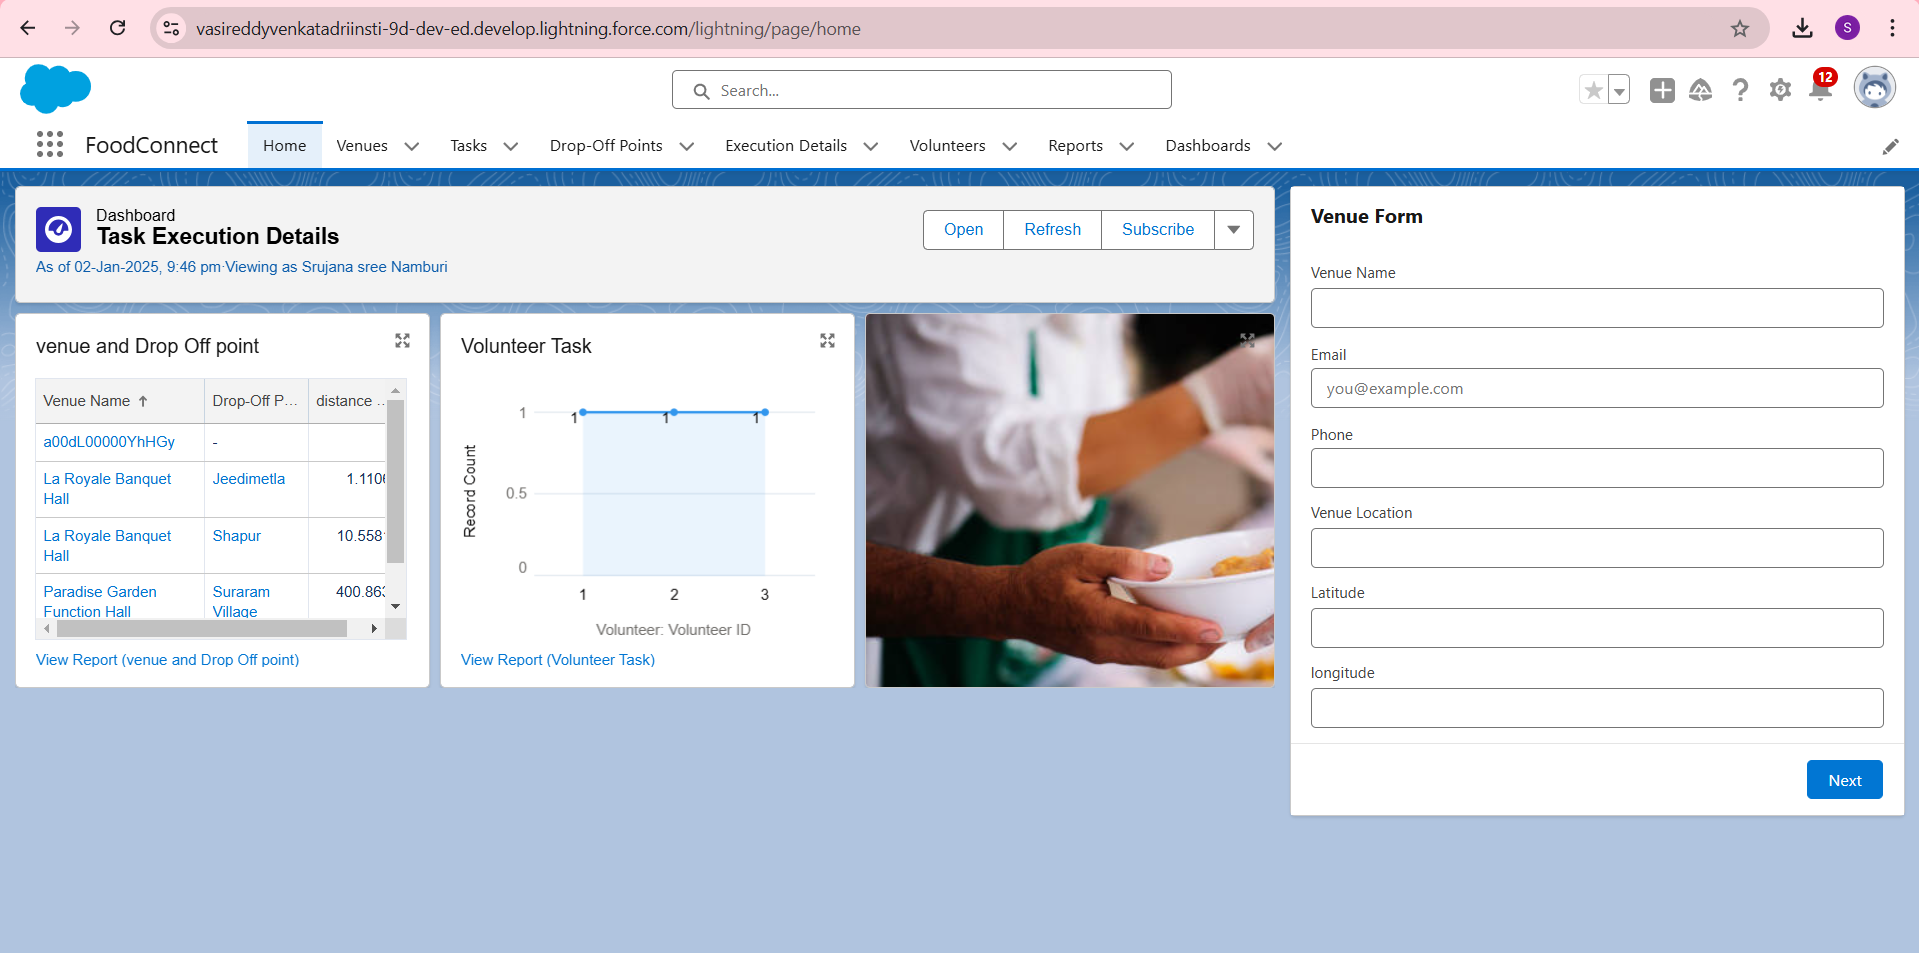 vasireddyvenkatadriinsti-9d-dev-ed.develop.lightning.force.com/lightning/page/home
S
Search...
12
FoodConnect
Home
Venues
Tasks
Drop-Off Points
Execution Details
Volunteers
Reports
Dashboards
Dashboard
Task Execution Details
As of 02-Jan-2025, 9:46 pm·Viewing as Srujana sree Namburi
Open
Refresh
Subscribe
venue and Drop Off point
Venue Name ↑ Drop-Off P... distance ...
a00dL00000YhHGy -
La Royale Banquet Hall Jeedimetla 1.110
La Royale Banquet Hall Shapur 10.558
Paradise Garden Function Hall Suraram Village 400.86
View Report (venue and Drop Off point)
Volunteer Task
Record Count
1
0.5
0
1 1 1
1 2 3
Volunteer: Volunteer ID
View Report (Volunteer Task)
Venue Form
Venue Name
Email
you@example.com
Phone
Venue Location
Latitude
longitude
Next